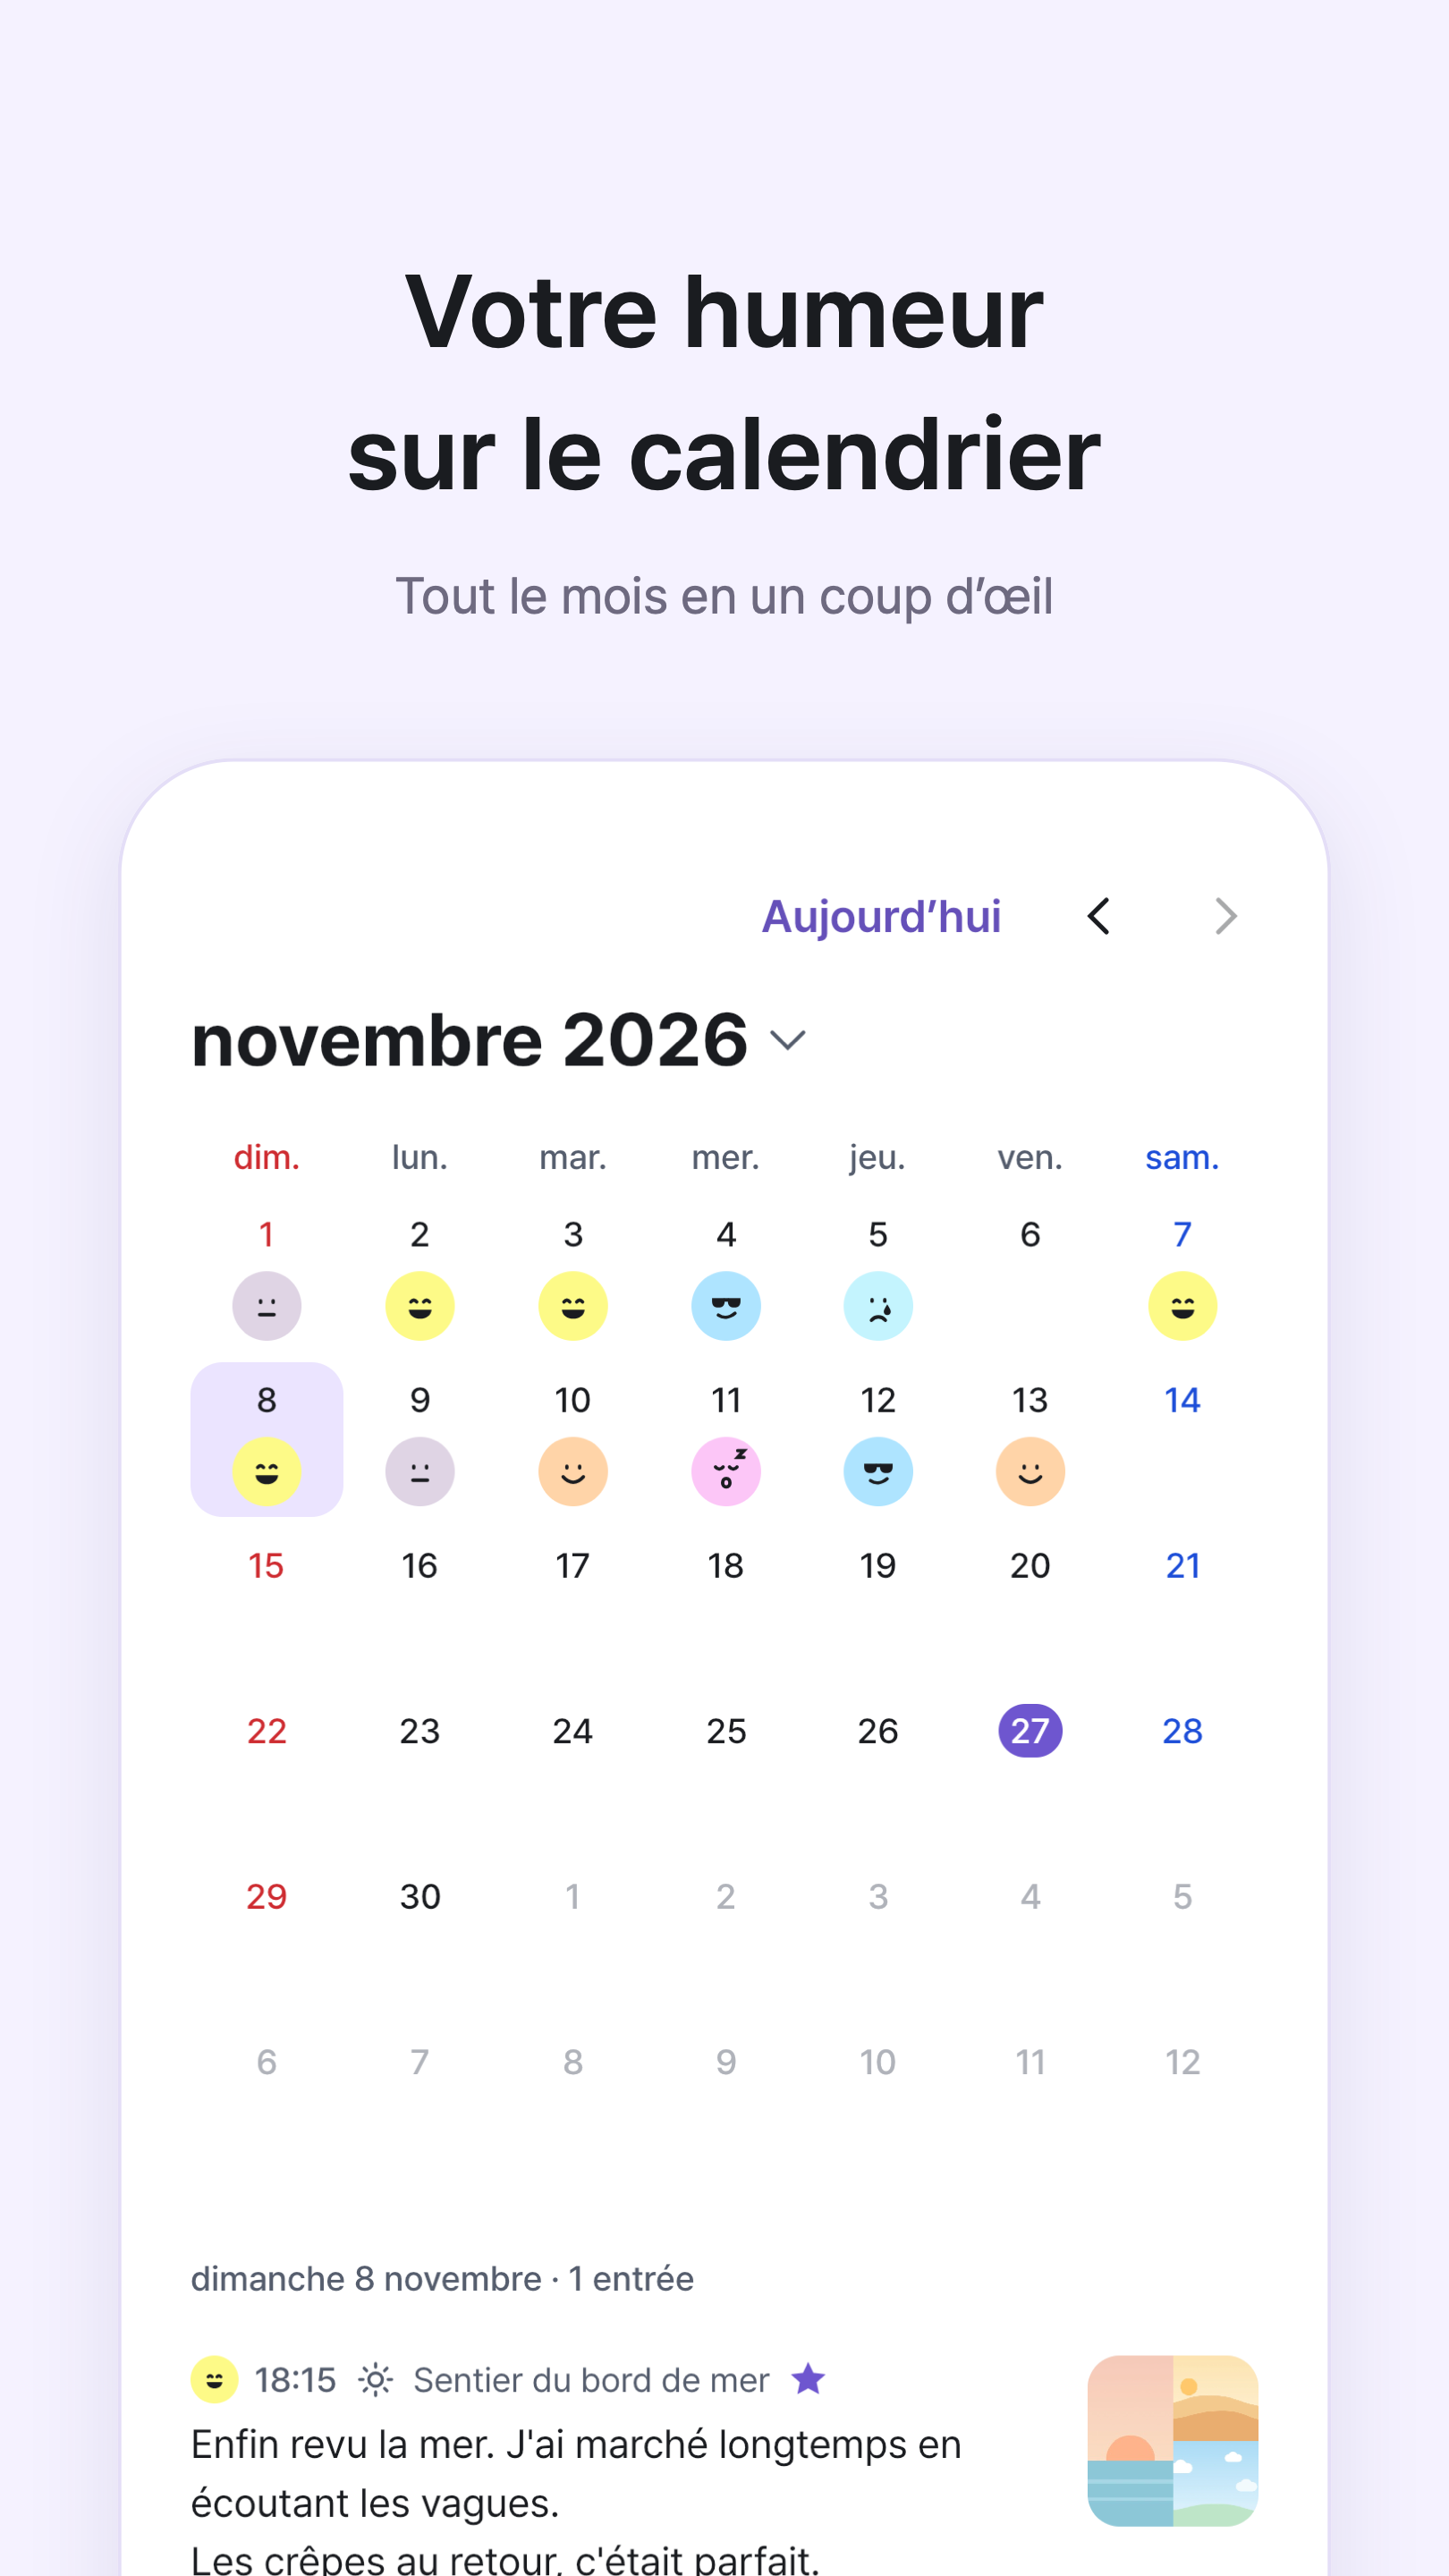 Votre humeur
sur le calendrier
Tout le mois en un coup d’œil
Aujourd’hui
novembre 2026
dim. lun. mar. mer. jeu. ven. sam.
1 2 3 4 5 6 7
8 9 10 11 12 13 14
15 16 17 18 19 20 21
22 23 24 25 26 27 28
29 30 1 2 3 4 5
6 7 8 9 10 11 12
dimanche 8 novembre · 1 entrée
18:15 Sentier du bord de mer
Enfin revu la mer. J'ai marché longtemps en
écoutant les vagues.
Les crêpes au retour, c'était parfait.